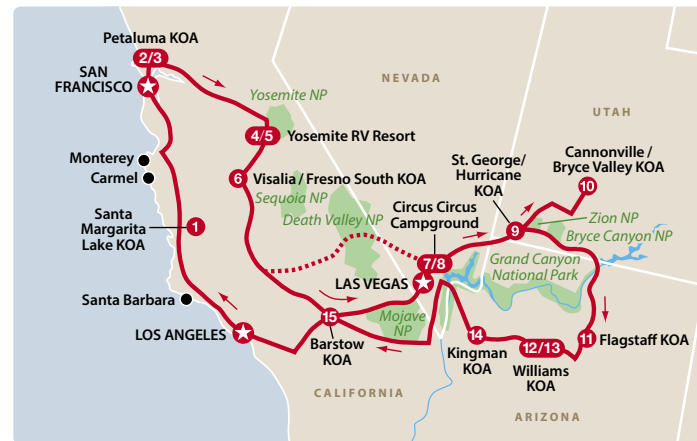 Petaluma KOA
2/3
SAN
FRANCISCO
NEVADA
Yosemite NP
UTAH
4/5
Yosemite RV Resort
Monterey
Carmel
6
Visalia / Fresno South KOA
Sequoia NP
Death Valley NP
St. George/
Hurricane
KOA
Cannonville /
Bryce Valley KOA
10
Santa
Margarita
Lake KOA
1
Circus Circus
Campground
7/8
9
Zion NP
Bryce Canyon NP
Grand Canyon
National Park
LAS VEGAS
Santa Barbara
LOS ANGELES
15
Barstow
KOA
Mojave
NP
14
Kingman
KOA
12/13
Williams
KOA
11
Flagstaff KOA
CALIFORNIA
ARIZONA